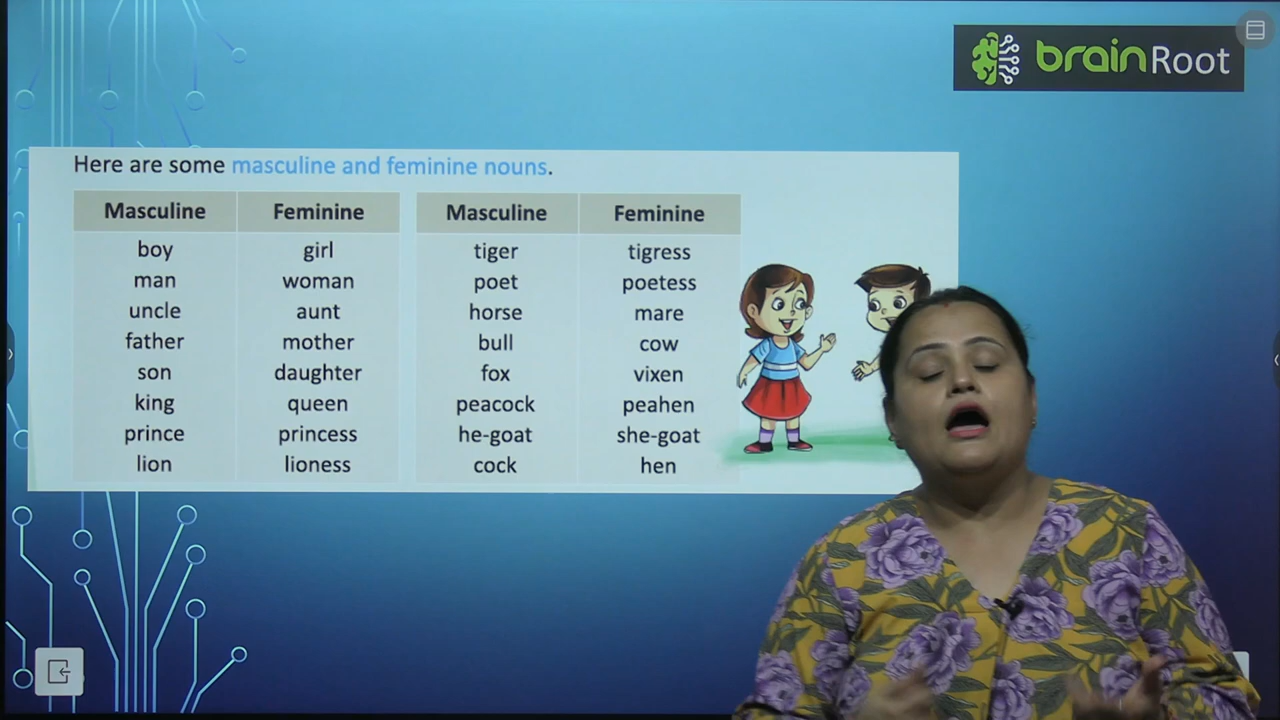 brainRoot
Here are some masculine and feminine nouns.
Masculine Feminine Masculine Feminine
boy girl tiger tigress
man woman poet poetess
uncle aunt horse mare
father mother bull cow
son daughter fox vixen
king queen peacock peahen
prince princess he-goat she-goat
lion lioness cock hen